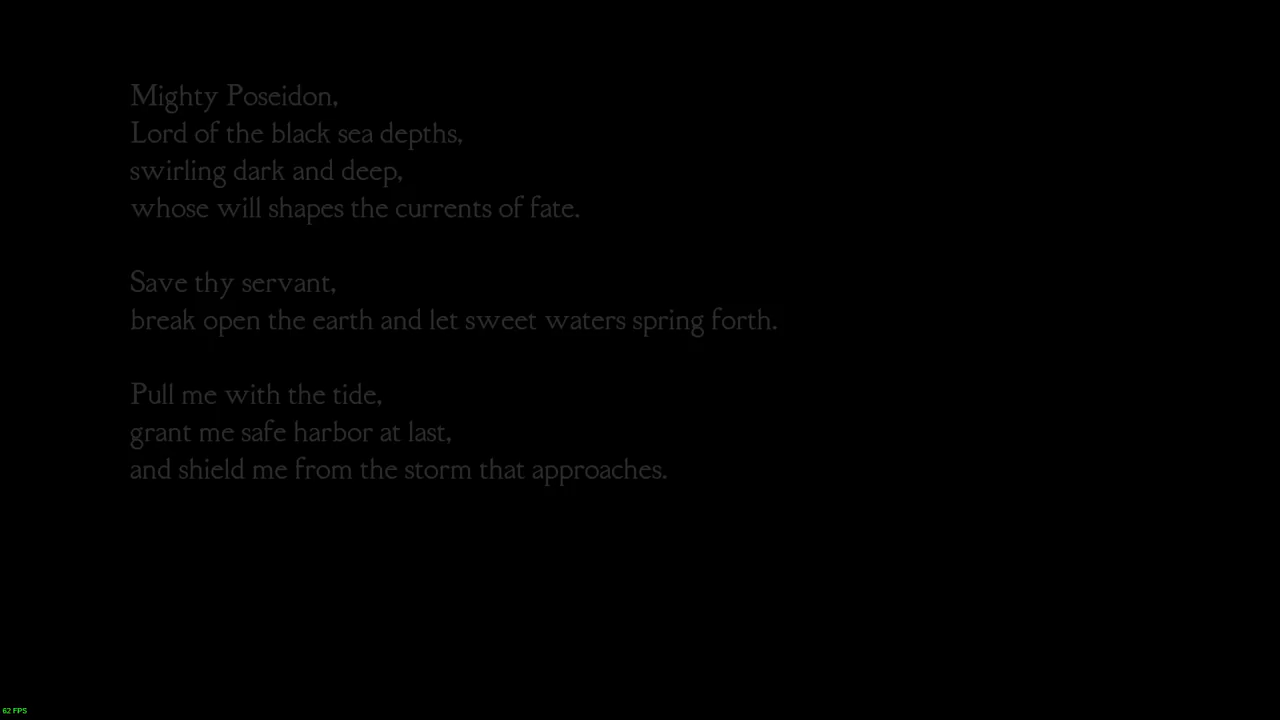 Mighty Poseidon,
Lord of the black sea depths,
swirling dark and deep,
whose will shapes the currents of fate.
Save thy servant,
break open the earth and let sweet waters spring forth.
Pull me with the tide,
grant me safe harbor at last,
and shield me from the storm that approaches.
62 FPS